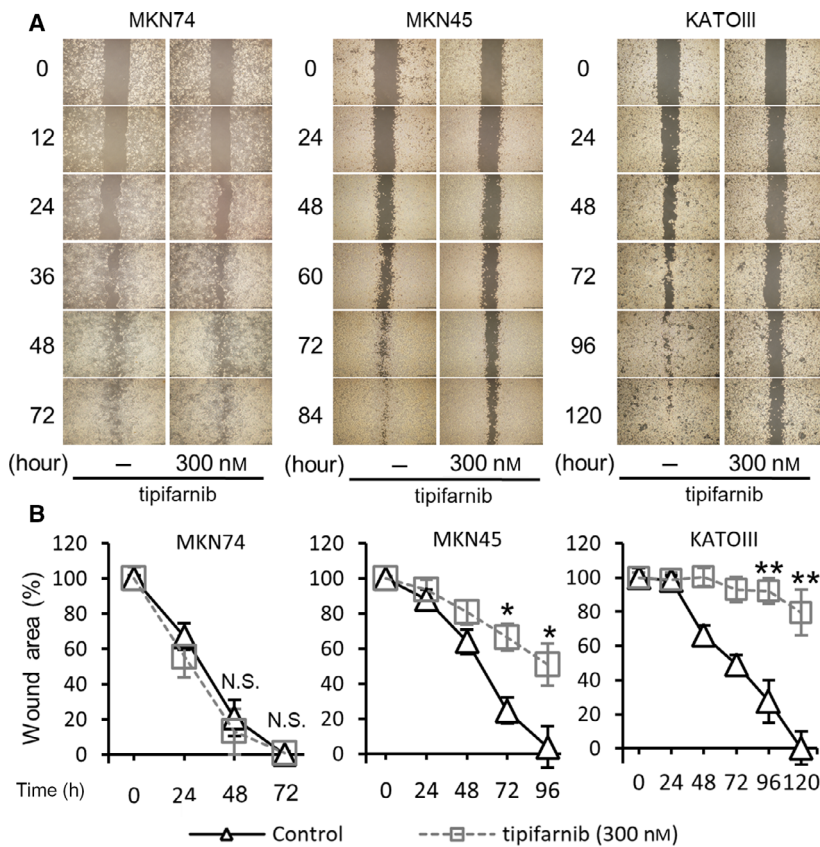 A
MKN74 MKN45 KATOIII
0 0 0
12 24 24
24 48 48
36 60 72
48 72 96
72 84 120
(hour) – 300 nM (hour) – 300 nM (hour) – 300 nM
tipifarnib tipifarnib tipifarnib
B
MKN74 MKN45 KATOIII
Wound area (%)
120 120 120
100 100 100
80 80 80
60 60 60
40 40 40
20 20 20
0 0 0
N.S. N.S.
* *
** **
Time (h) 0 24 48 72 0 24 48 72 96 0 24 48 72 96 120
Control tipifarnib (300 nM)